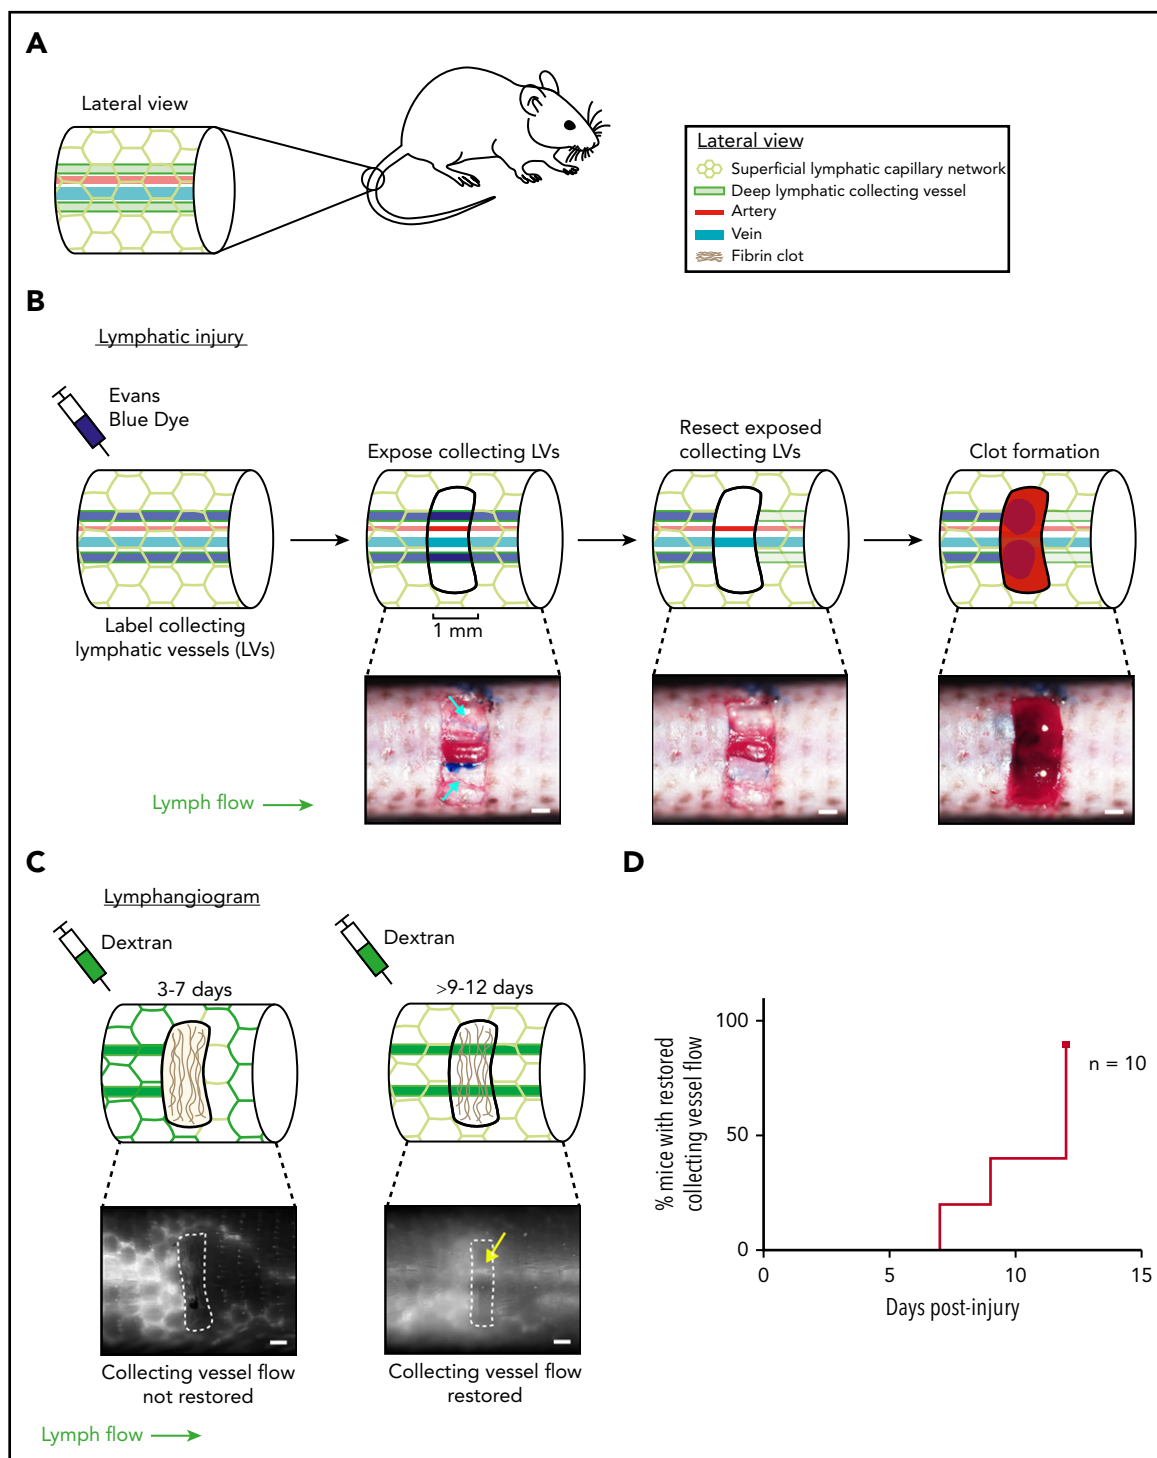 A
Lateral view
Lateral view
Superficial lymphatic capillary network
Deep lymphatic collecting vessel
Artery
Vein
Fibrin clot
B
Lymphatic injury
Evans
Blue Dye
Label collecting
lymphatic vessels (LVs)
Expose collecting LVs
1 mm
Resect exposed
collecting LVs
Clot formation
Lymph flow
C
Lymphangiogram
Dextran
3-7 days
Collecting vessel flow
not restored
Dextran
>9-12 days
Collecting vessel flow
restored
Lymph flow
D
% mice with restored
collecting vessel flow
100
50
0
0
5
10
15
n = 10
Days post-injury